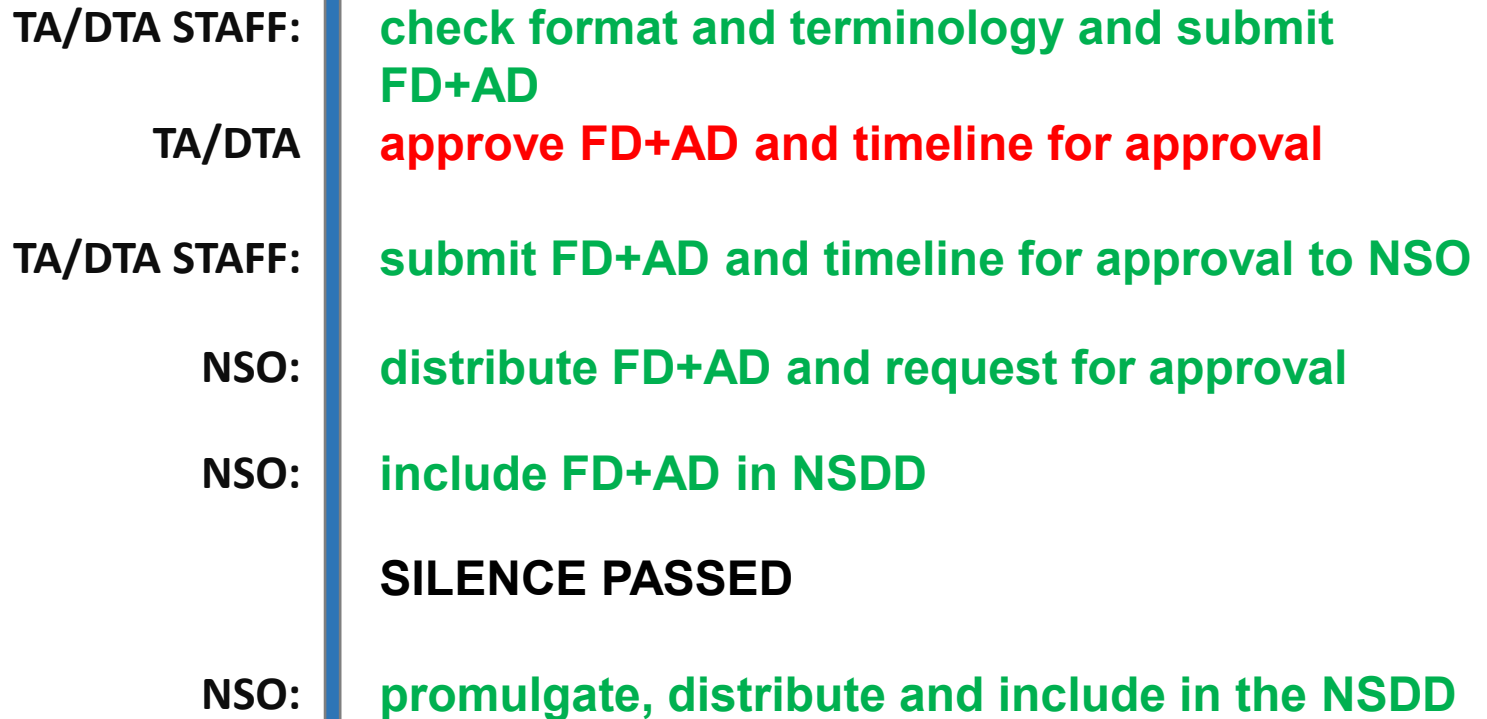 TA/DTA STAFF: check format and terminology and submit
FD+AD
TA/DTA approve FD+AD and timeline for approval
TA/DTA STAFF: submit FD+AD and timeline for approval to NSO
NSO: distribute FD+AD and request for approval
NSO: include FD+AD in NSDD
SILENCE PASSED
NSO: promulgate, distribute and include in the NSDD